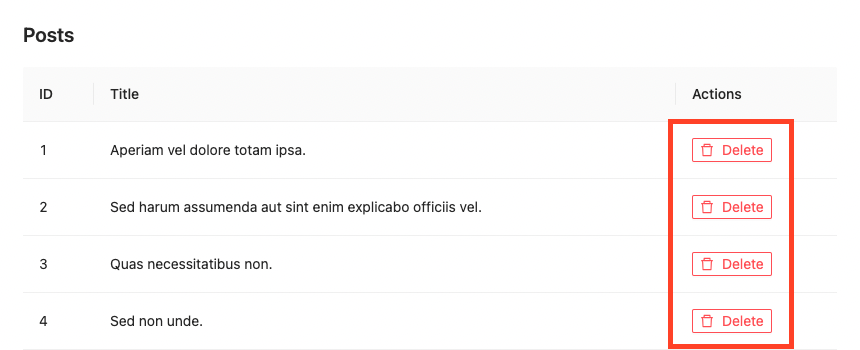 Posts
ID Title Actions
1 Aperiam vel dolore totam ipsa. Delete
2 Sed harum assumenda aut sint enim explicabo officiis vel. Delete
3 Quas necessitatibus non. Delete
4 Sed non unde. Delete